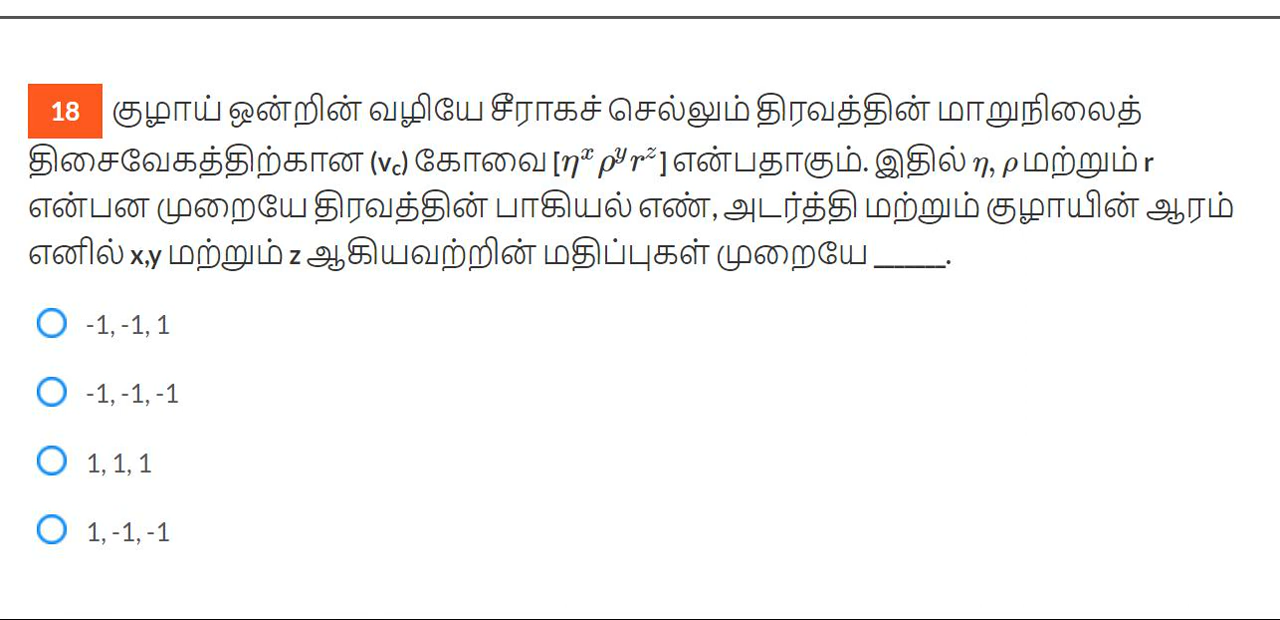 18 குழாய் ஒன்றின் வழியே சீராகச் செல்லும் திரவத்தின் மாறுநிலைத்
திசைவேகத்திற்கான (vc) கோவை [η^x ρ^y r^z] என்பதாகும். இதில் η, ρ மற்றும் r
என்பன முறையே திரவத்தின் பாகியல் எண், அடர்த்தி மற்றும் குழாயின் ஆரம்
எனில் x,y மற்றும் z ஆகியவற்றின் மதிப்புகள் முறையே _______.
-1, -1, 1
-1, -1, -1
1, 1, 1
1, -1, -1